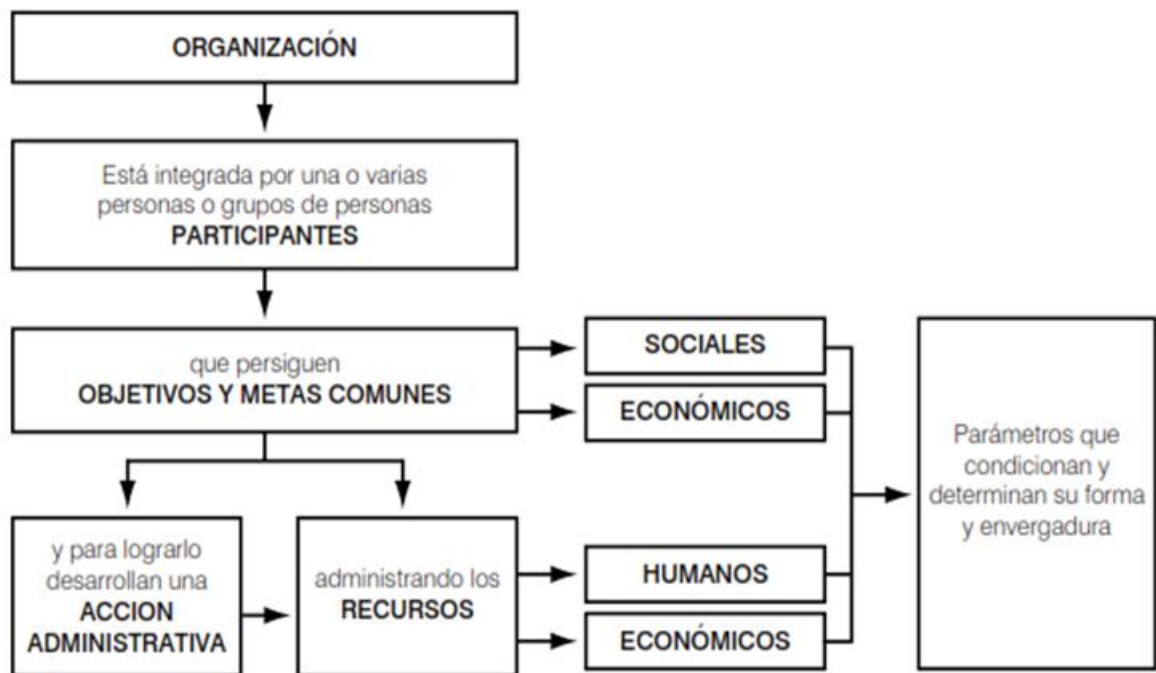 ORGANIZACIÓN
Está integrada por una o varias
personas o grupos de personas
PARTICIPANTES
que persiguen
OBJETIVOS Y METAS COMUNES
SOCIALES
ECONÓMICOS
y para lograrlo
desarrollan una
ACCION
ADMINISTRATIVA
administrando los
RECURSOS
HUMANOS
ECONÓMICOS
Parámetros que
condicionan y
determinan su forma
y envergadura